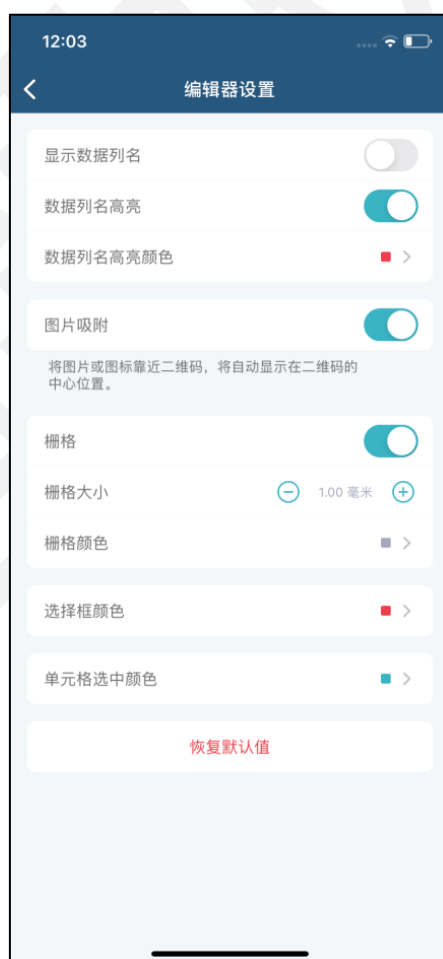 12:03
编辑器设置
显示数据列名
数据列名高亮
数据列名高亮颜色
图片吸附
将图片或图标靠近二维码，将自动显示在二维码的
中心位置。
栅格
栅格大小 1.00 毫米
栅格颜色
选择框颜色
单元格选中颜色
恢复默认值